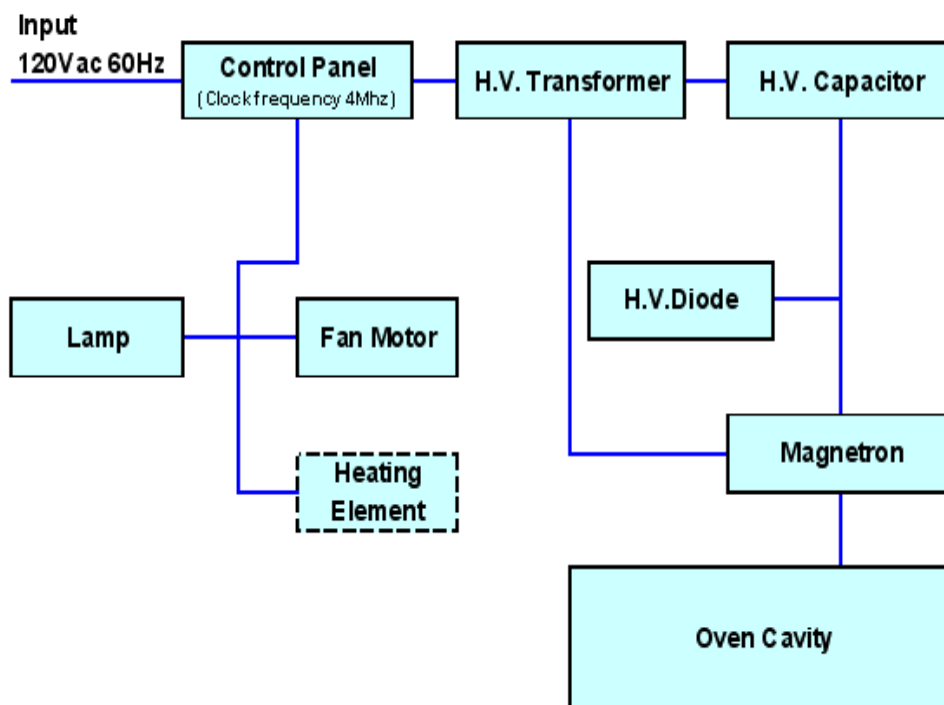 Input
120Vac 60Hz
Control Panel
(Clock frequency 4Mhz)
H.V. Transformer
H.V. Capacitor
H.V.Diode
Lamp
Fan Motor
Magnetron
Heating
Element
Oven Cavity